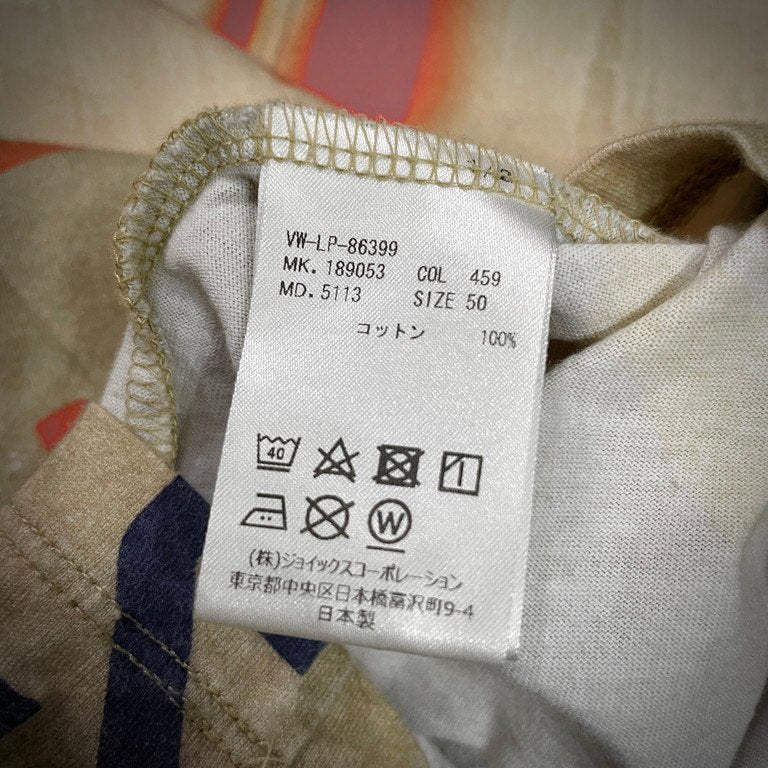 VW-LP-86399
MK. 189053 COL 459
MD. 5113 SIZE 50
コットン 100%
40
W
(株)ジョイックスコーポレーション
東京都中央区日本橋富沢町9-4
日本製